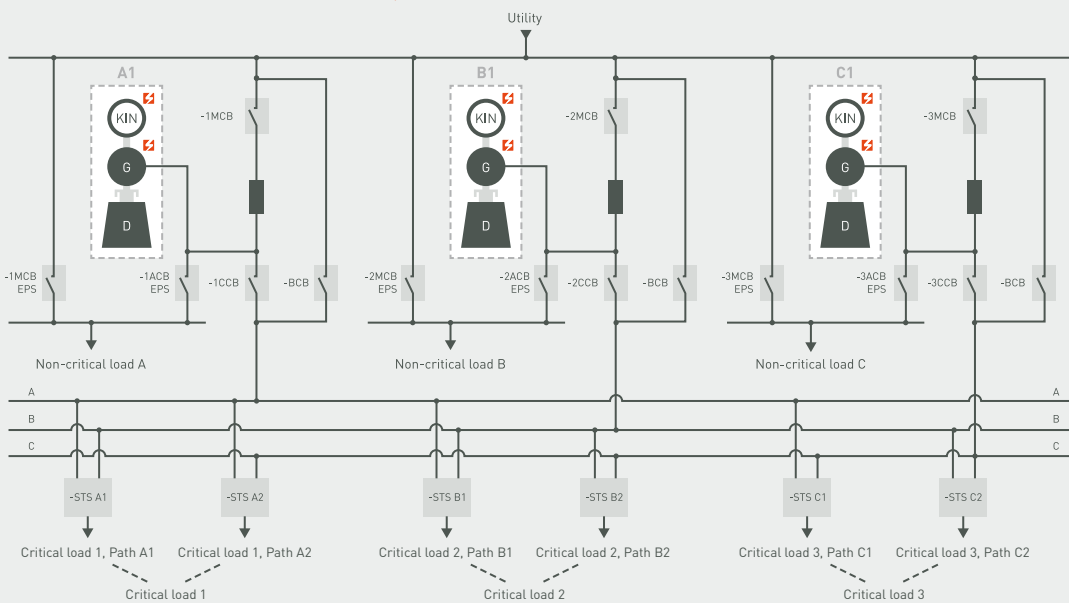 Utility
A1
B1
C1
KIN
KIN
KIN
-1MCB
-2MCB
-3MCB
G
G
G
D
D
D
-1MCB
EPS
-1ACB
EPS
-1CCB
-BCB
-2MCB
EPS
-2ACB
EPS
-2CCB
-BCB
-3MCB
EPS
-3ACB
EPS
-3CCB
-BCB
Non-critical load A
Non-critical load B
Non-critical load C
A
A
B
B
C
C
-STS A1
-STS A2
-STS B1
-STS B2
-STS C1
-STS C2
Critical load 1, Path A1
Critical load 1, Path A2
Critical load 2, Path B1
Critical load 2, Path B2
Critical load 3, Path C1
Critical load 3, Path C2
Critical load 1
Critical load 2
Critical load 3